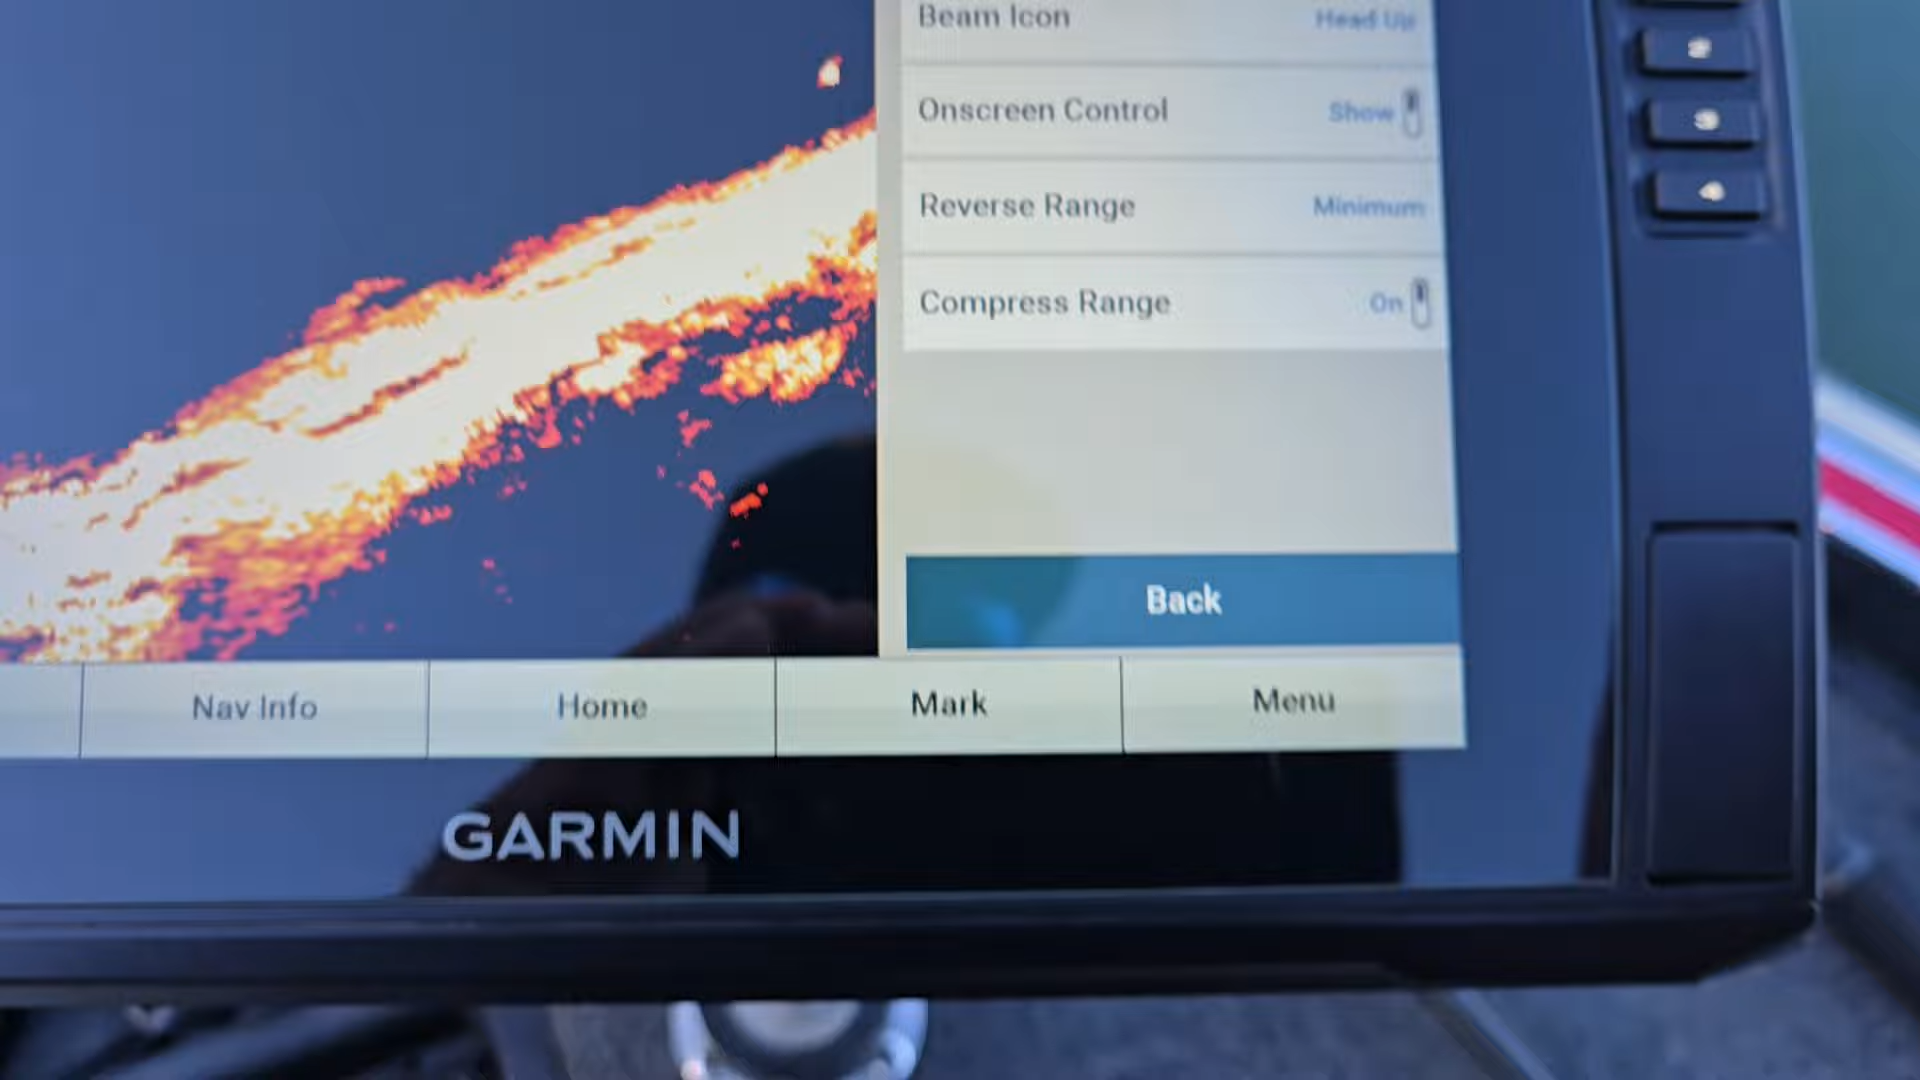 Beam Icon Head Up
Onscreen Control Show
Reverse Range Minimum
Compress Range On
Back
Nav Info Home Mark Menu
GARMIN